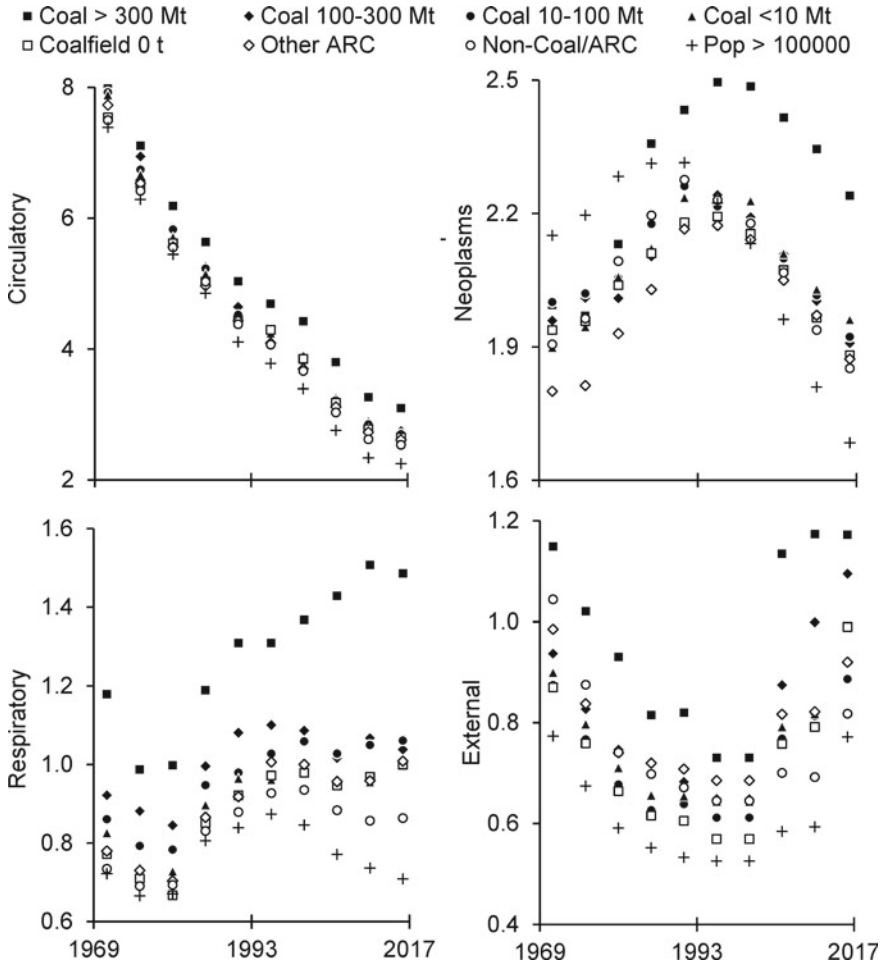 Coal > 300 Mt Coal 100-300 Mt Coal 10-100 Mt Coal <10 Mt
Coalfield 0 t Other ARC Non-Coal/ARC Pop > 100000
Circulatory
8
6
4
2
Neoplasms
2.5
2.2
1.9
1.6
1993 2017
Respiratory
1.6
1.4
1.2
1.0
0.8
0.6
1969 1993 2017
External
1.2
1.0
0.8
0.6
0.4
1969 1993 2017